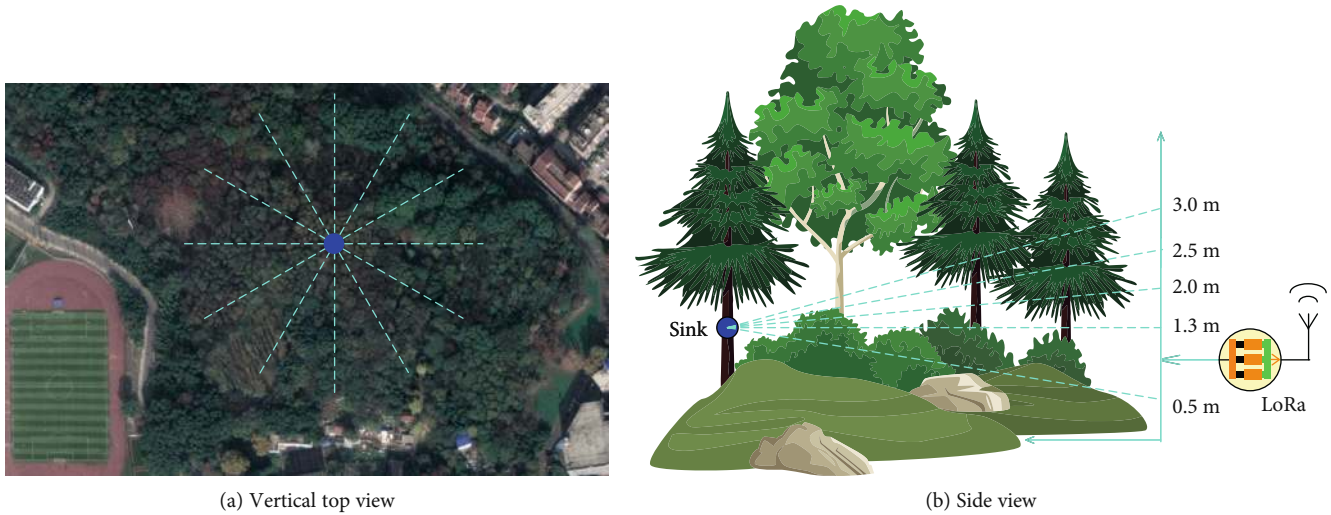 3.0 m
2.5 m
2.0 m
Sink
1.3 m
0.5 m
LoRa
(a) Vertical top view
(b) Side view